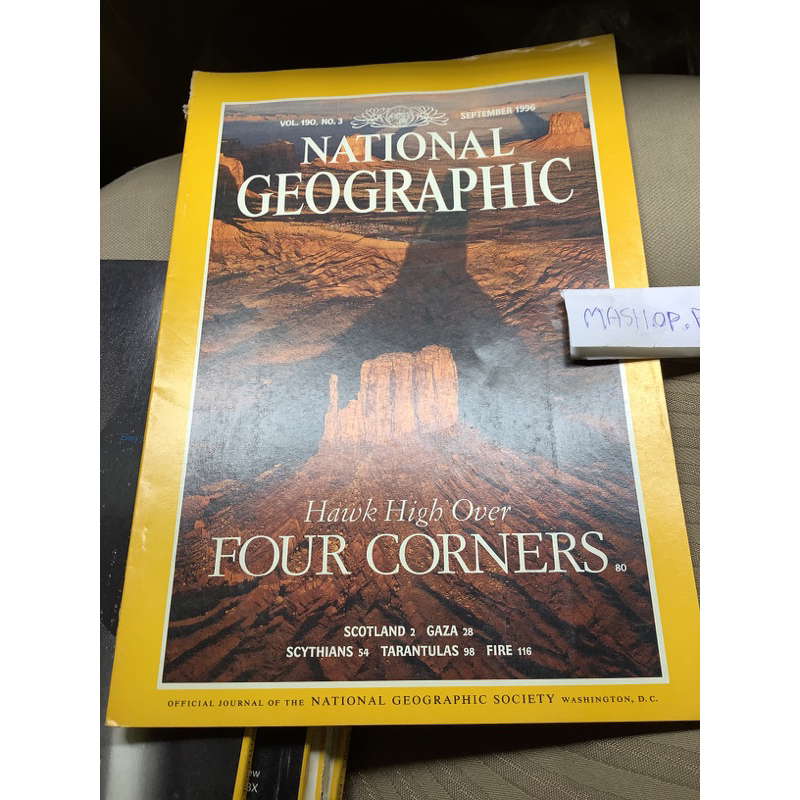 VOL. 190, NO. 3
SEPTEMBER 1996
NATIONAL
GEOGRAPHIC
MASHOP.
Hawk High Over
FOUR CORNERS 80
SCOTLAND 2 GAZA 28
SCYTHIANS 54 TARANTULAS 98 FIRE 116
OFFICIAL JOURNAL OF THE NATIONAL GEOGRAPHIC SOCIETY WASHINGTON, D.C.